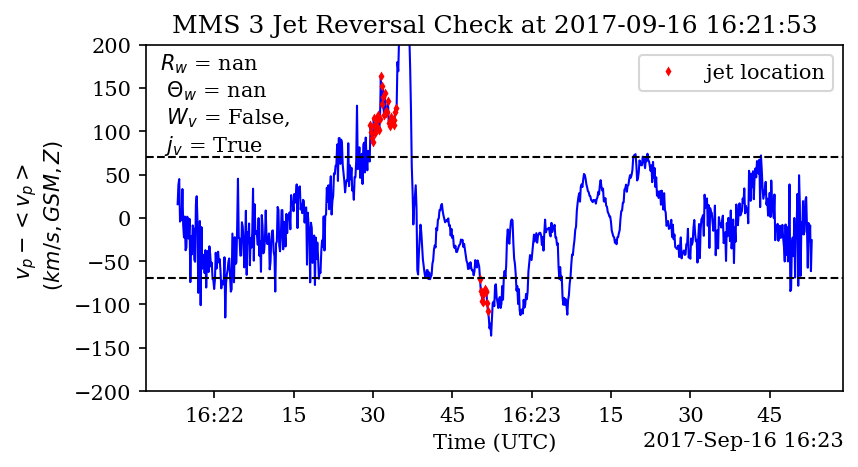 MMS 3 Jet Reversal Check at 2017-09-16 16:21:53
R_w = nan
Θ_w = nan
W_v = False,
j_v = True
jet location
200
150
100
50
0
−50
−100
−150
−200
v_p − < v_p >
(km/s, GSM, Z)
16:22 15 30 45 16:23 15 30 45
Time (UTC)
2017-Sep-16 16:23